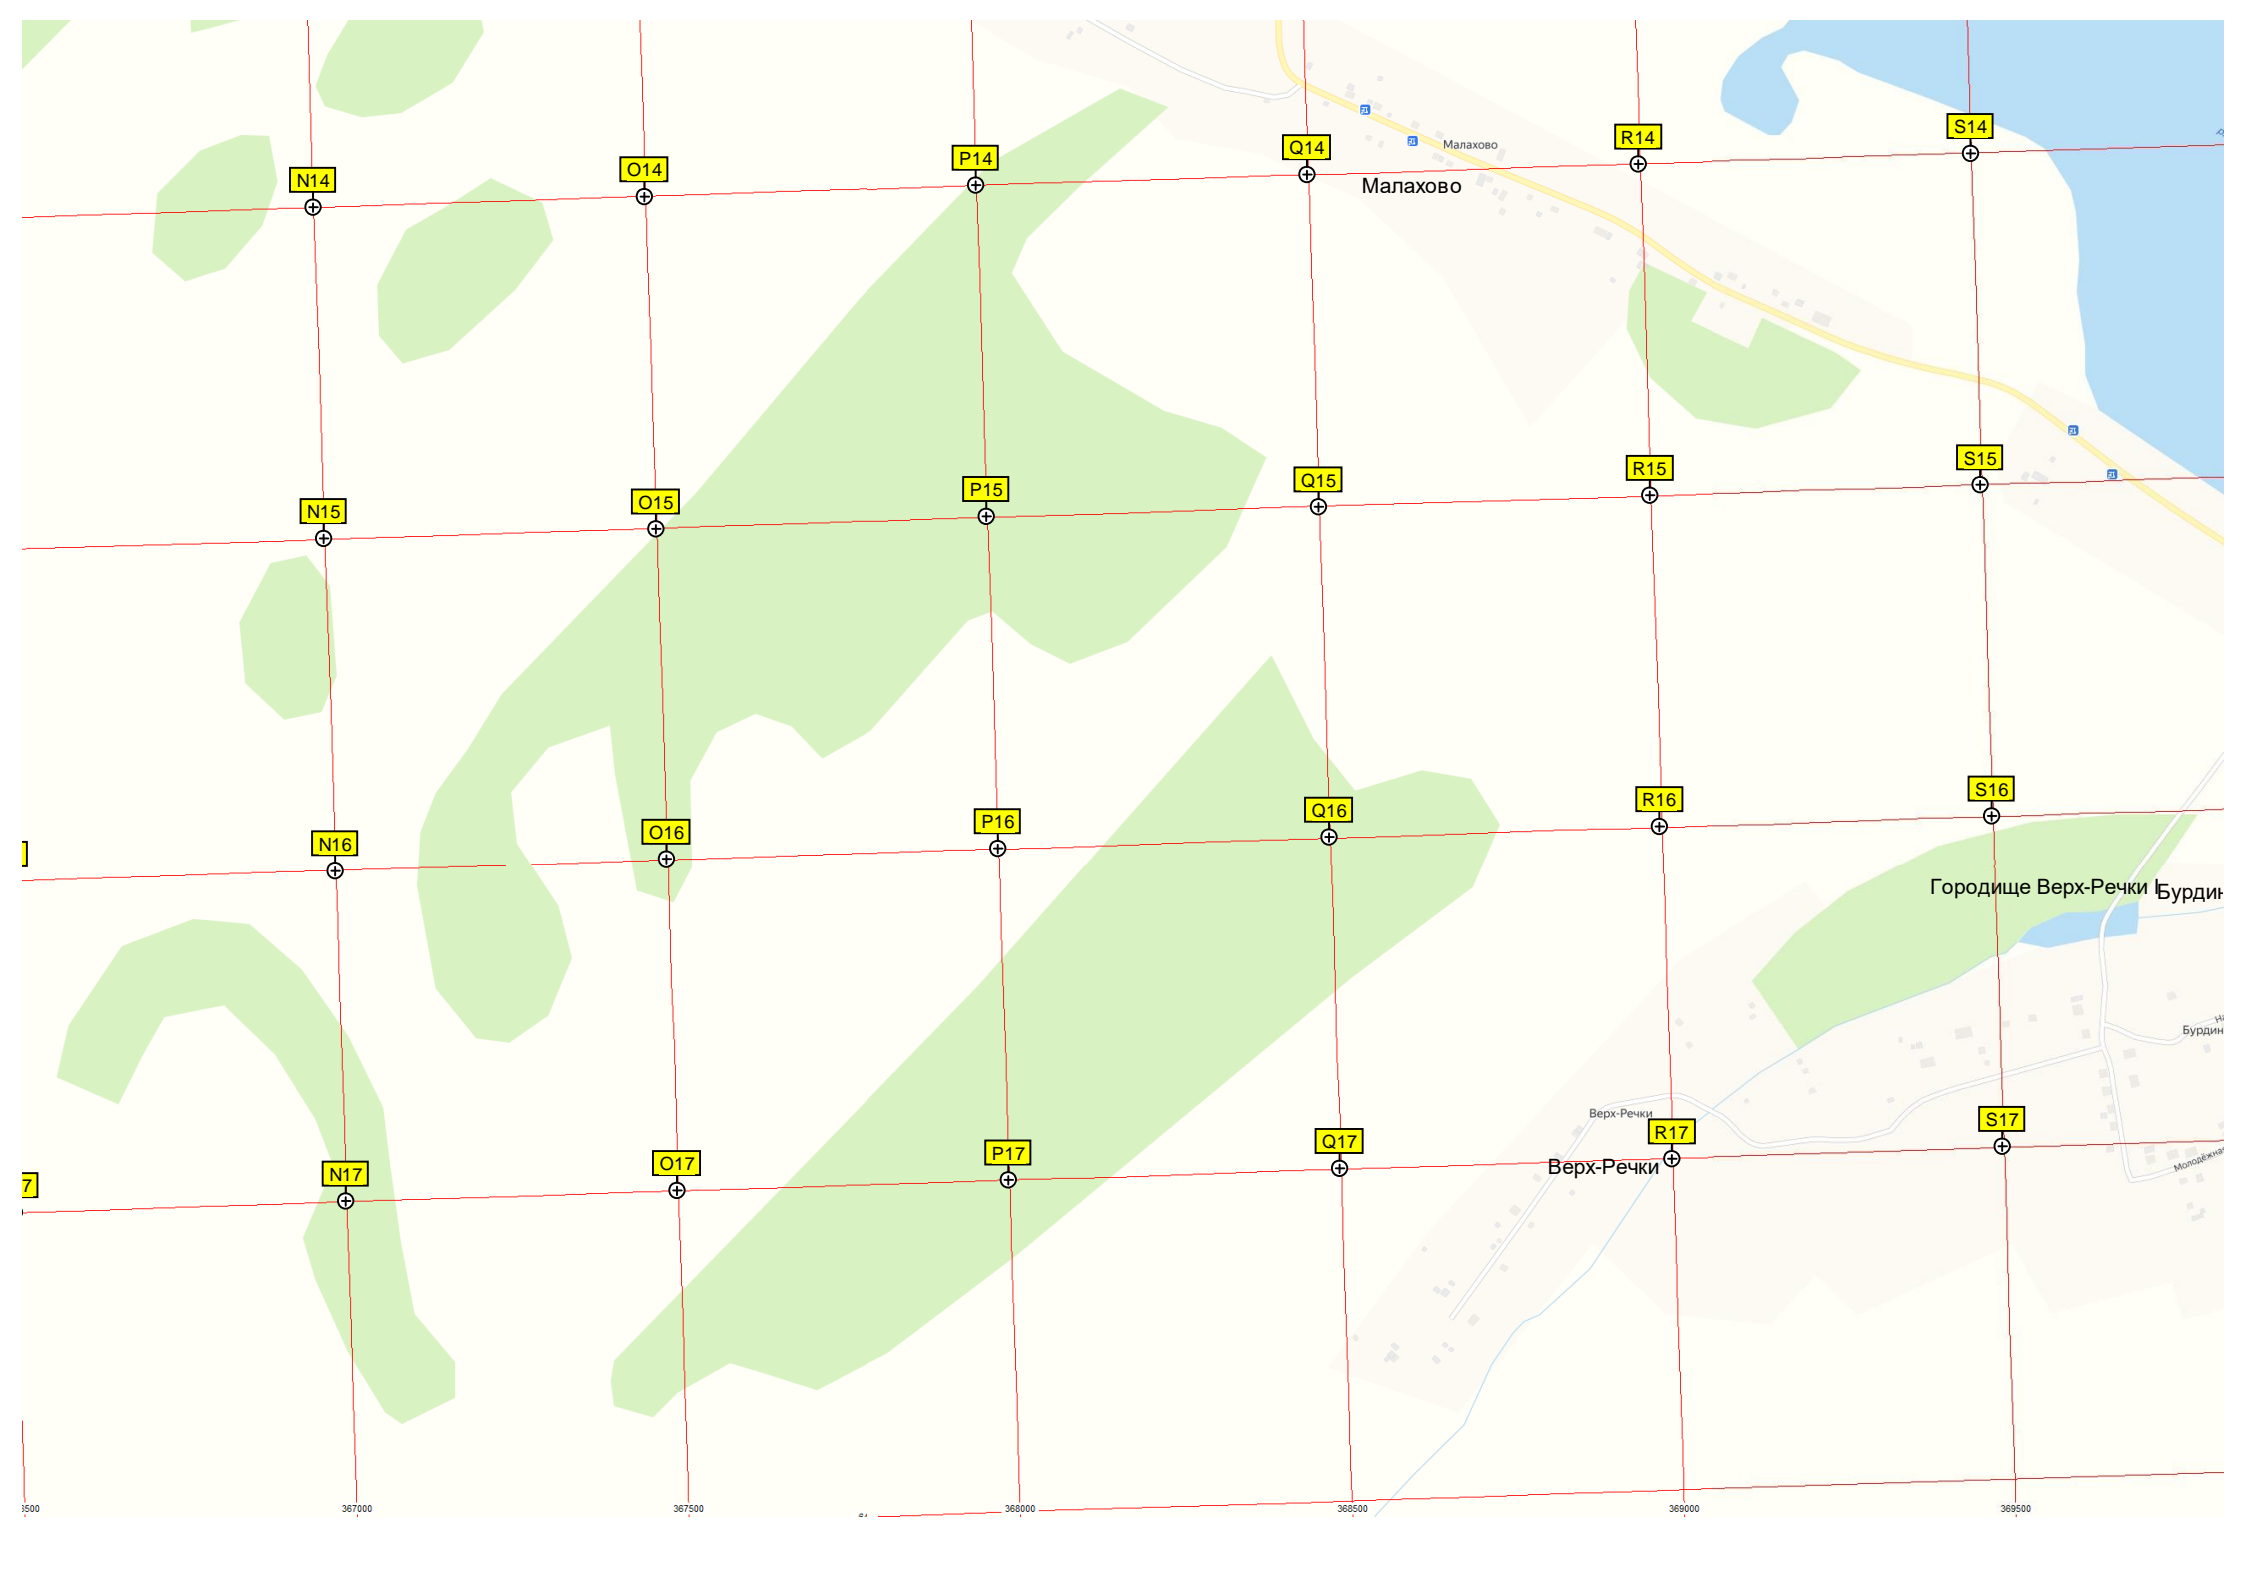 S14
R14
Q14
Малахово
P14
O14
N14
Малахово
S15
R15
Q15
P15
O15
N15
S16
R16
Q16
P16
O16
N16
Городище Верх-Речки I
Бурдин
Бурдин
Верх-Речки
S17
R17
Q17
P17
O17
N17
7
Молодёжная
Верх-Речки
367000
367500
368000
368500
369000
369500